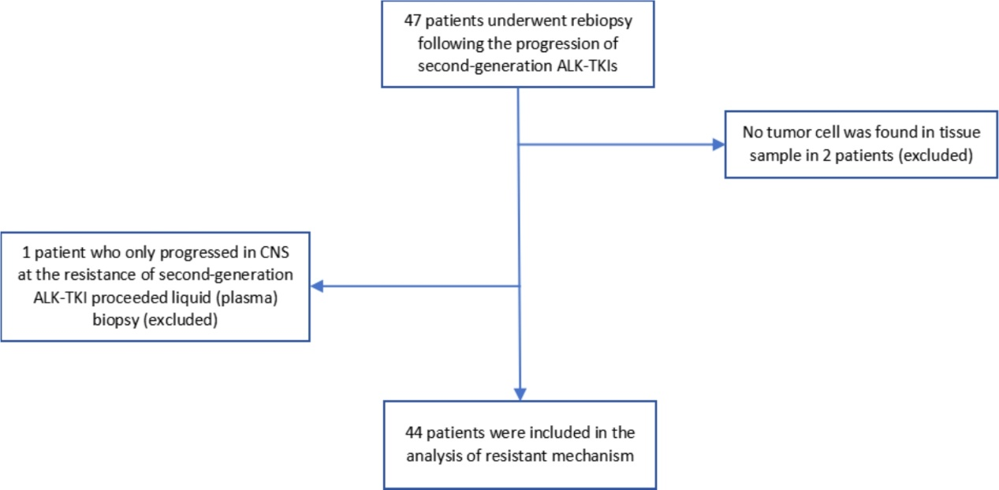 47 patients underwent rebiopsy
following the progression of
second-generation ALK-TKIs
No tumor cell was found in tissue
sample in 2 patients (excluded)
1 patient who only progressed in CNS
at the resistance of second-generation
ALK-TKI proceeded liquid (plasma)
biopsy (excluded)
44 patients were included in the
analysis of resistant mechanism